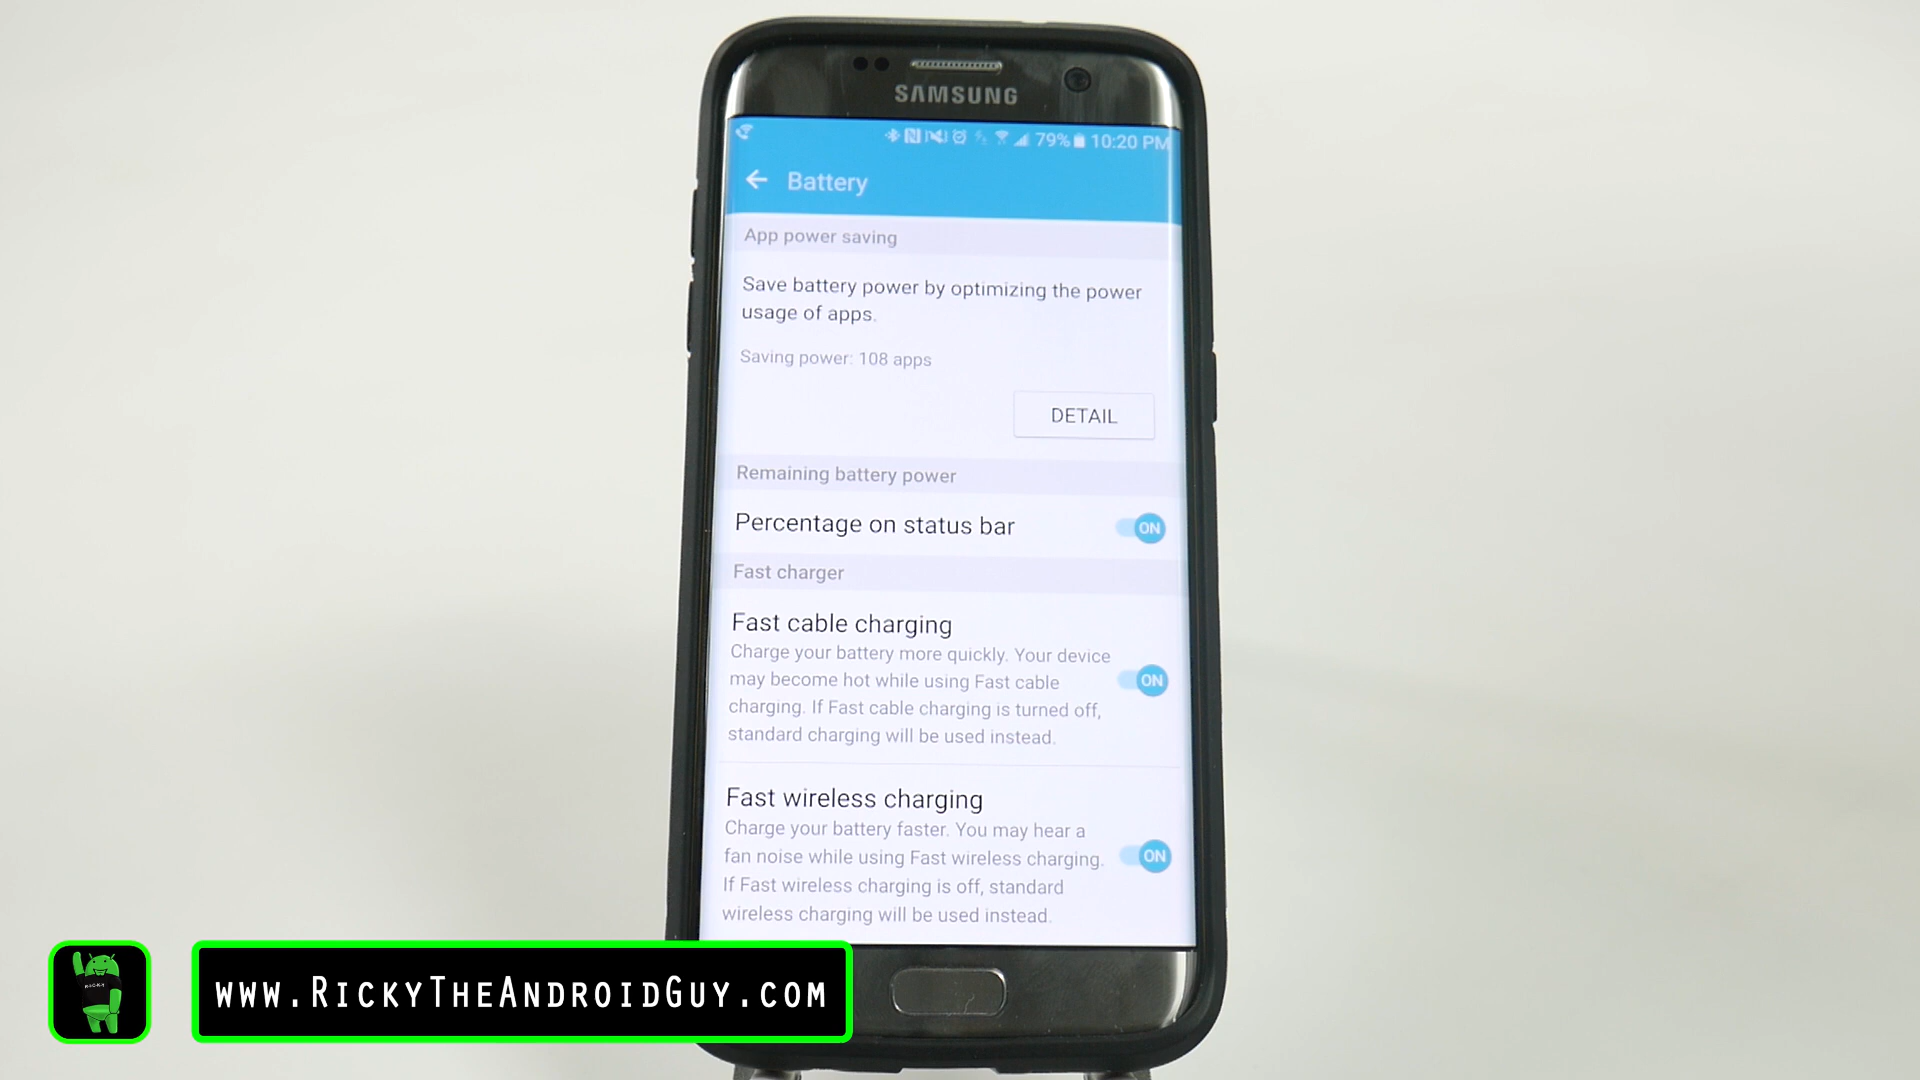 SAMSUNG
79% 10:20 PM
Battery
App power saving
Save battery power by optimizing the power
usage of apps.
Saving power: 108 apps
DETAIL
Remaining battery power
Percentage on status bar
ON
Fast charger
Fast cable charging
Charge your battery more quickly. Your device
may become hot while using Fast cable
charging. If Fast cable charging is turned off,
standard charging will be used instead.
ON
Fast wireless charging
Charge your battery faster. You may hear a
fan noise while using Fast wireless charging.
If Fast wireless charging is off, standard
wireless charging will be used instead.
ON
RICKY
www.RickyTheAndroidGuy.com